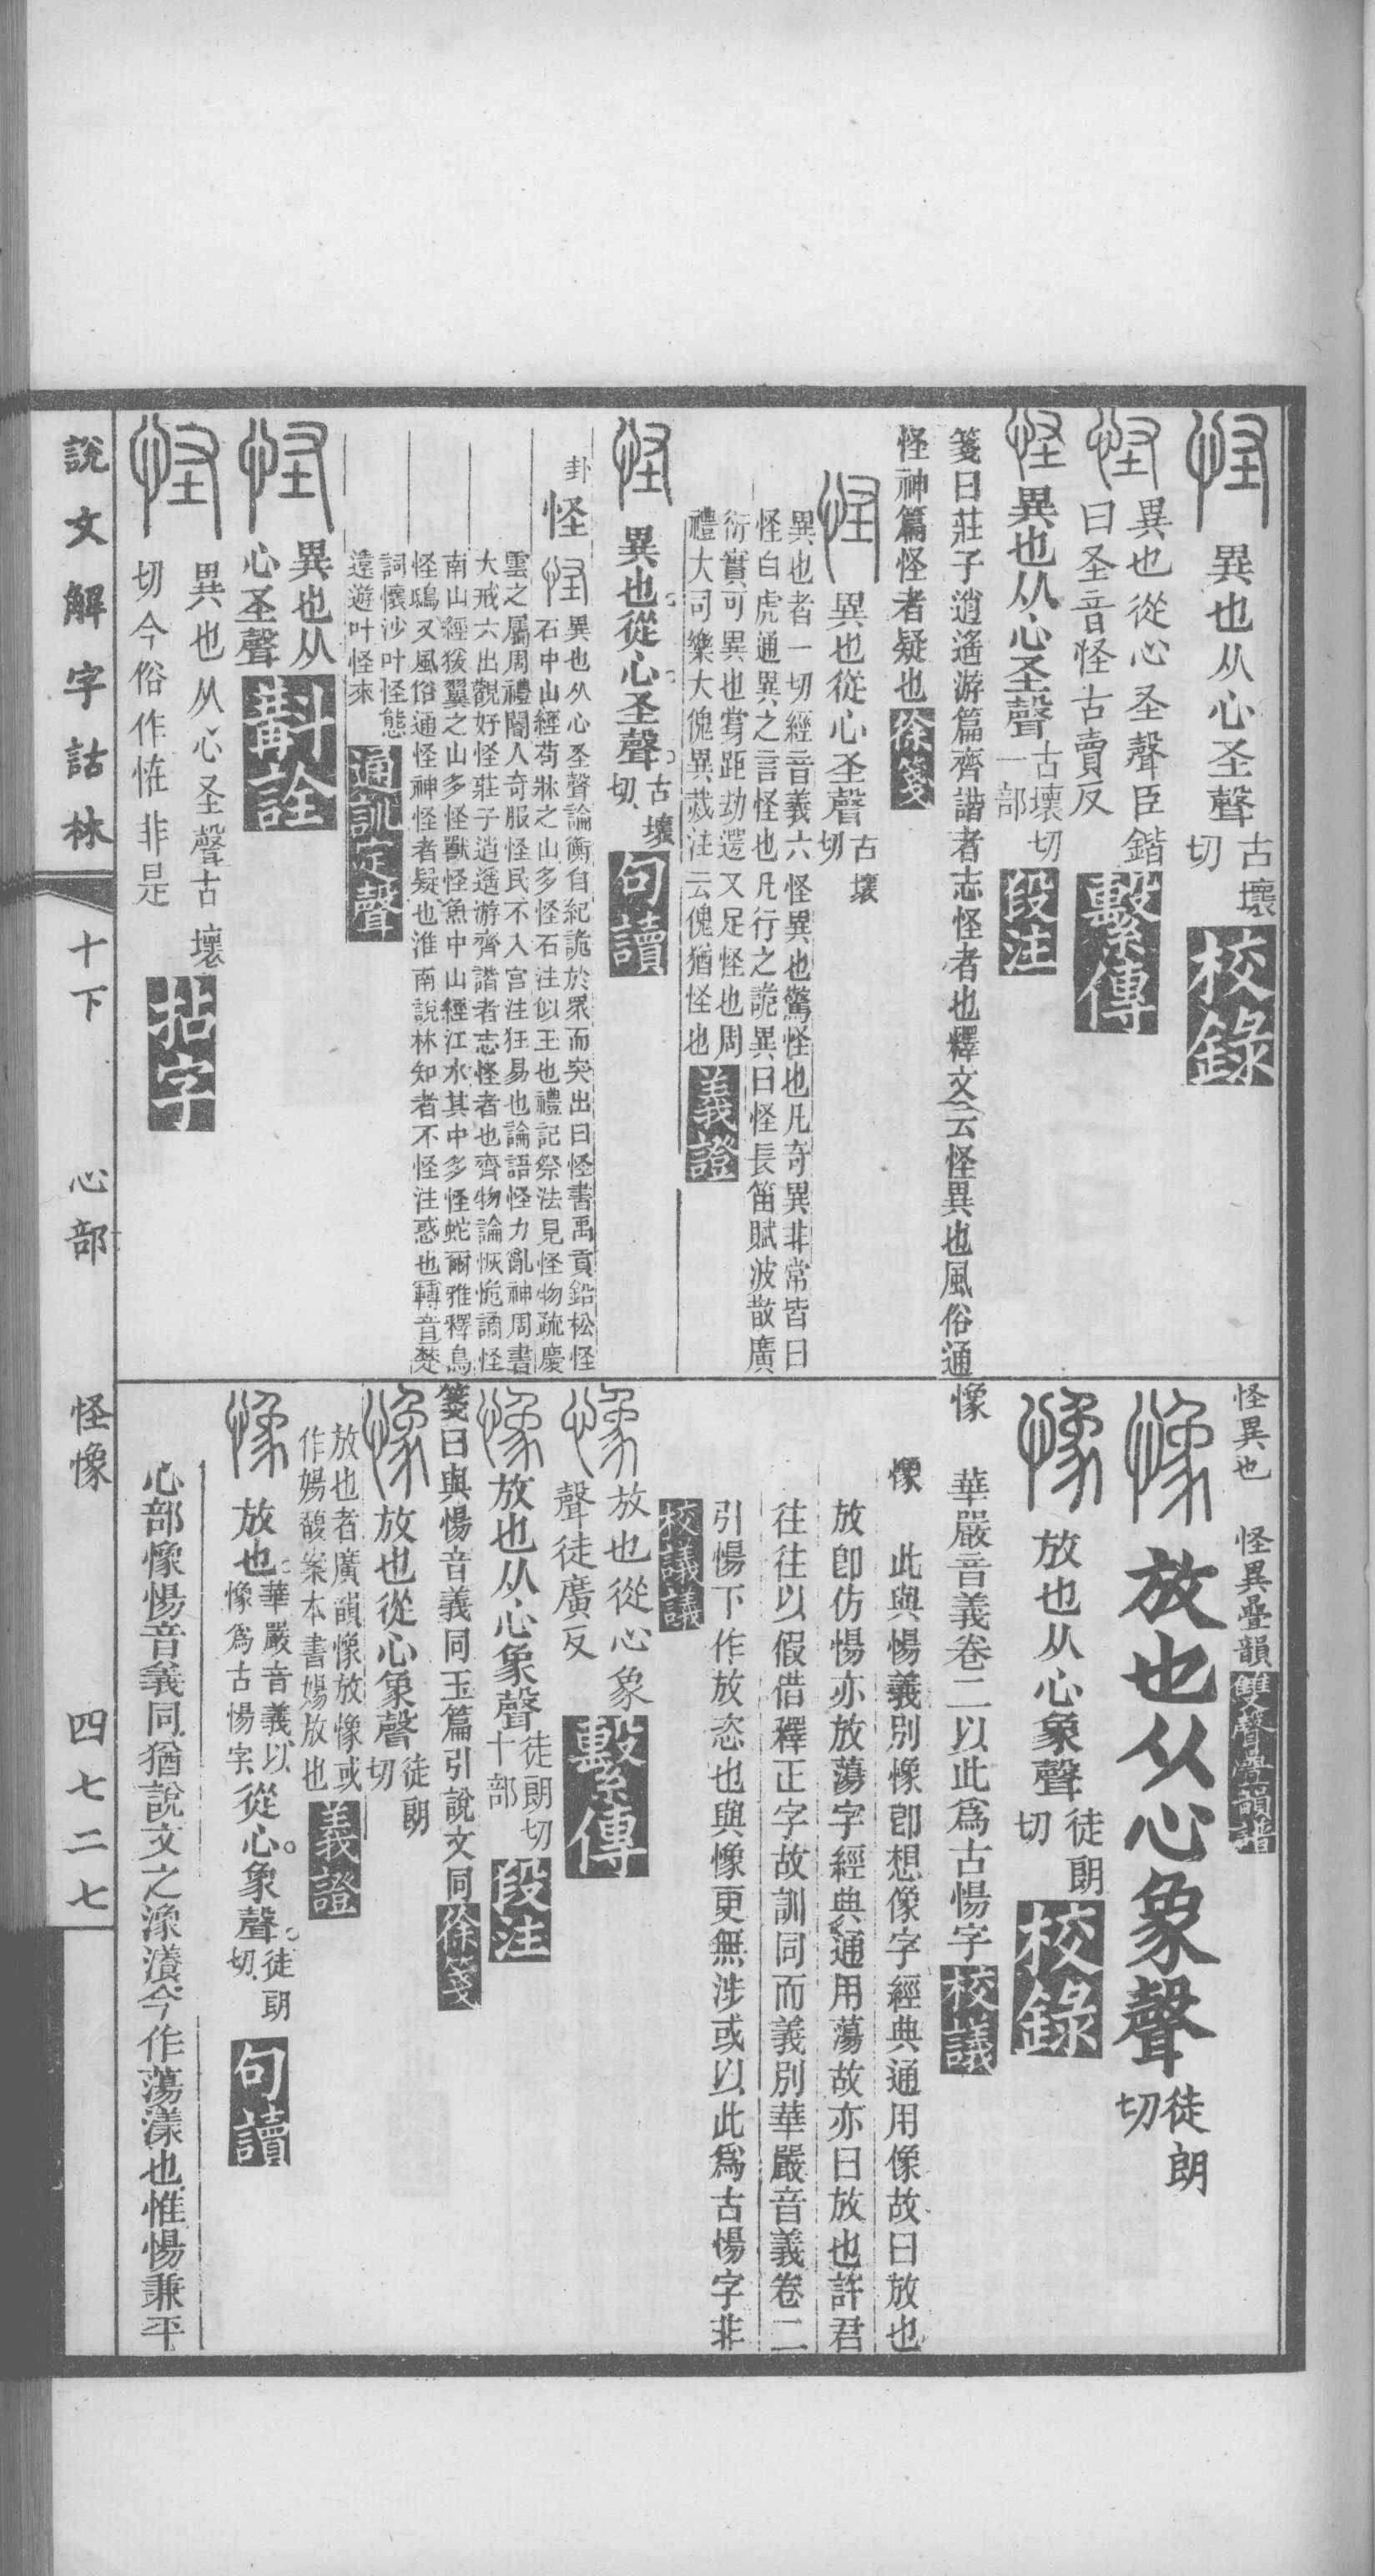 怪 異也从心圣聲 古壞切 校錄
怪 異也從心圣聲臣鍇曰圣音怪古賣反 繫傳
怪 異也从心圣聲 古壞切 一部 段注
箋曰莊子逍遙游篇齊諧者志怪者也釋文云怪異也風俗通
怪神篇怪者疑也 徐箋
怪 異也從心圣聲 古壞切
異也者一切經音義六怪異也驚怪也凡奇異非常皆曰
怪白虎通異之言怪也凡行之詭異曰怪長笛賦波散廣
衍實可異也掌距劫遌又足怪也周
禮大司樂大傀異烖注云傀猶怪也 義證
怪 異也從心圣聲 古壞切 句讀
卦
怪 怪 異也从心圣聲論衡自紀詭於眾而突出曰怪書禹貢鉛松怪
石中山經苟牀之山多怪石注似玉也禮記祭法見怪物疏慶
雲之屬周禮閽人奇服怪民不入宮注狂易也論語怪力亂神周書
大戒六出觀好怪莊子逍遙游齊諧者志怪者也齊物論恢恑譎怪
南山經猨翼之山多怪獸怪魚中山經江水其中多怪蛇爾雅釋鳥
怪鴟又風俗通怪神怪者疑也淮南說林知者不怪注惑也轉音楚
詞懷沙叶怪態
遠遊叶怪來 通訓定聲
怪 異也从心圣聲 斠詮
怪 異也从心圣聲古壞
切今俗作恠非是 拈字
怪異也 怪異疊韻 雙聲疊韻譜
憿 放也从心象聲 徒朗切
放也从心象聲 徒朗切 校錄
像 華嚴音義卷二以此爲古愓字 校議
此與愓義別憿卽想像字經典通用像故曰放也
放卽仿愓亦放蕩字經典通用蕩故亦曰放也許君
往往以假借釋正字故訓同而義別華嚴音義卷二
引愓下作放恣也與憿更無涉或以此爲古愓字非
校議議
放也從心象聲徒廣反 繫傳
放也从心象聲 徒朗切 十部 段注
箋曰與愓音義同玉篇引說文同 徐箋
放也從心象聲 徒朗切
放也者廣韻憿放憿或
作婸馥案本書婸放也 義證
放也 華嚴音義以憿爲古愓字 從心象聲 徒朗切 句讀
心部憿愓音義同猶說文之潒瀁今作蕩漾也惟愓兼平
說文解字詁林 十下 心部 怪憿 四七二七